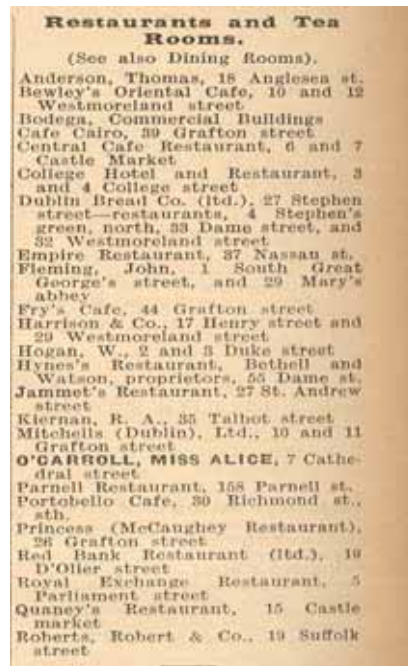 Restaurants and Tea
Rooms.
(See also Dining Rooms).
Anderson, Thomas, 18 Anglesea st.
Bewley's Oriental Cafe, 10 and 12
Westmoreland street
Bodega, Commercial Buildings
Cafe Cairo, 39 Grafton street
Central Cafe Restaurant, 6 and 7
Castle Market
College Hotel and Restaurant, 3
and 4 College street
Dublin Bread Co. (ltd.), 27 Stephen
street—restaurants, 4 Stephen's
green, north, 33 Dame street, and
32 Westmoreland street
Empire Restaurant, 37 Nassau st.
Fleming, John, 1 South Great
George's street, and 29 Mary's
abbey
Fry's Cafe, 44 Grafton street
Harrison & Co., 17 Henry street and
29 Westmoreland street
Hogan, W., 2 and 3 Duke street
Hynes's Restaurant, Bethell and
Watson, proprietors, 55 Dame st.
Jammet's Restaurant, 27 St. Andrew
street
Kiernan, R. A., 35 Talbot street
Mitchells (Dublin), Ltd., 10 and 11
Grafton street
O'CARROLL, MISS ALICE, 7 Cathe-
dral street
Parnell Restaurant, 158 Parnell st.
Portobello Cafe, 30 Richmond st.,
sth.
Princess (McCaughey Restaurant),
26 Grafton street
Red Bank Restaurant (ltd.), 19
D'Olier street
Royal Exchange Restaurant, 5
Parliament street
Quaney's Restaurant, 15 Castle
market
Roberts, Robert & Co., 19 Suffolk
street